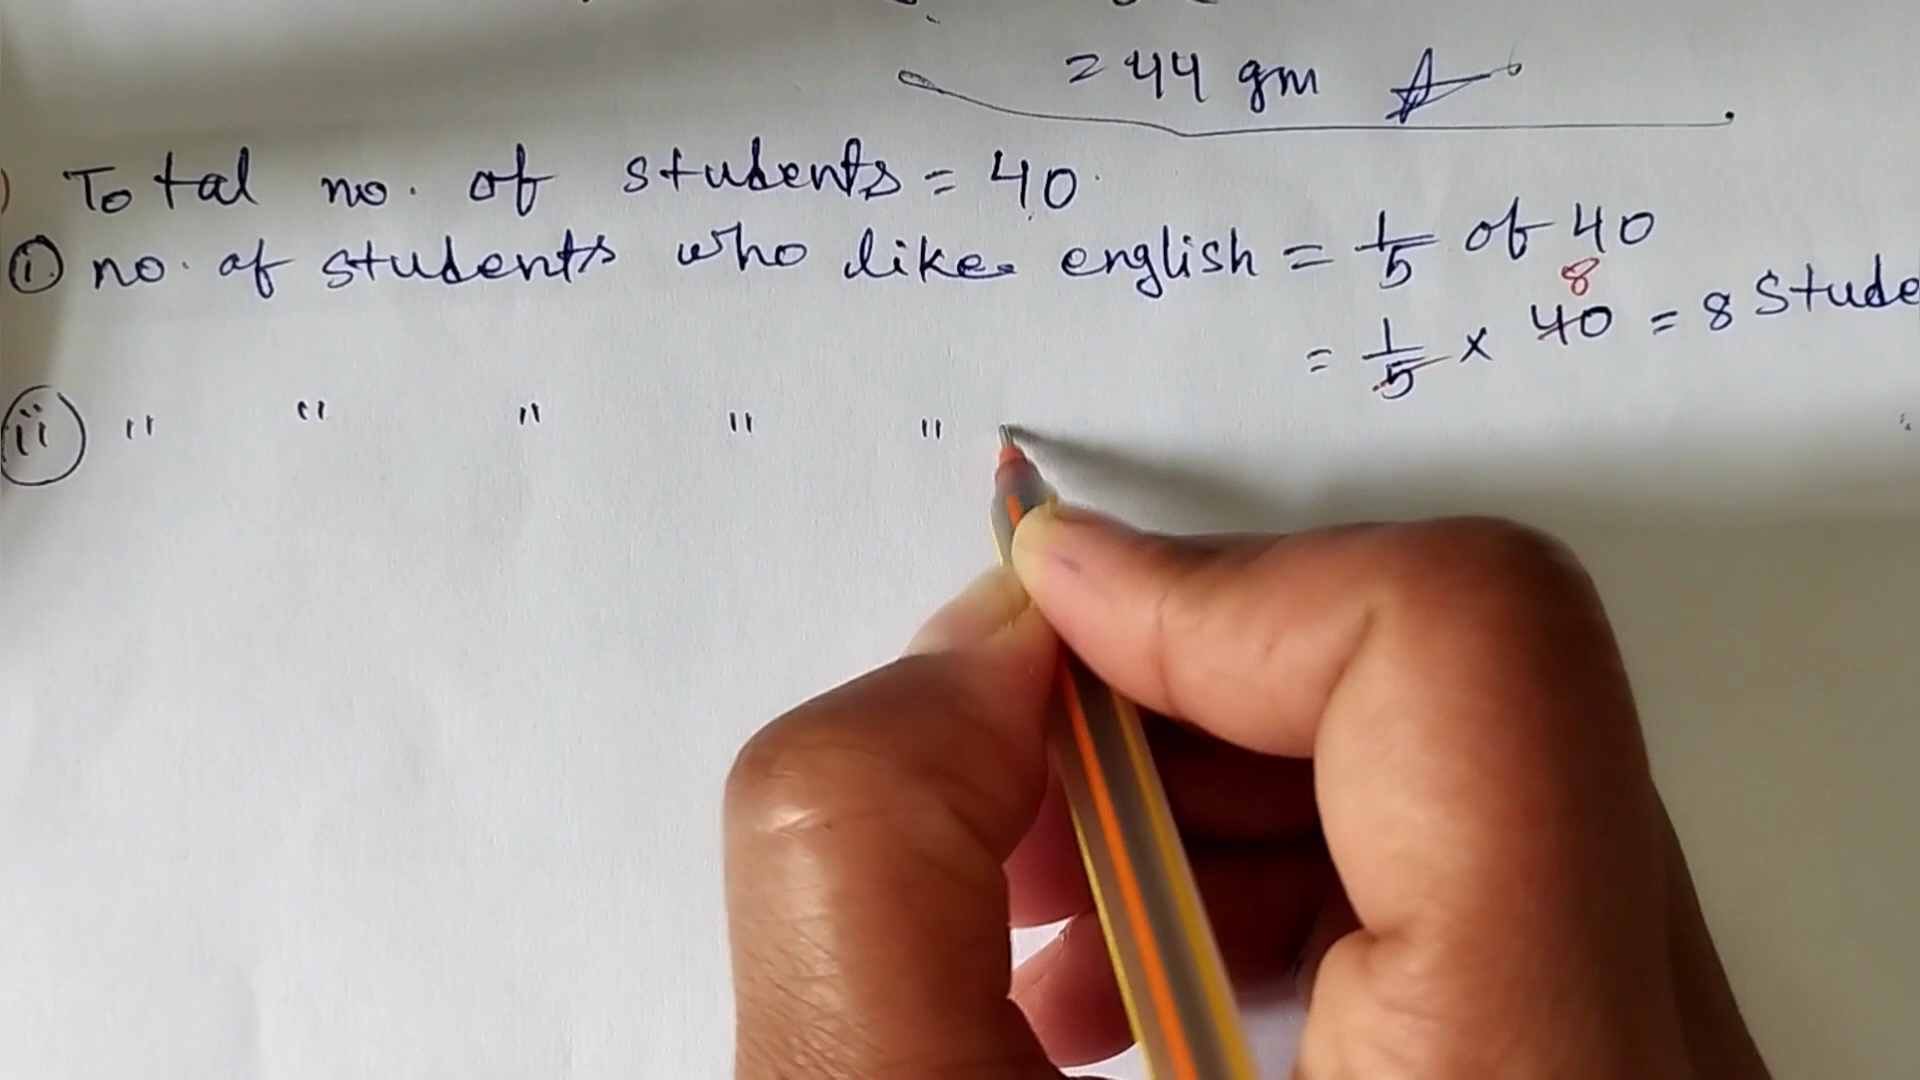 = 44 gm
) Total no. of students = 40.
(i) no. of students who like english = 1/5 of 40
8
= 1/5 × 40 = 8 Stude
(ii) " " " " "